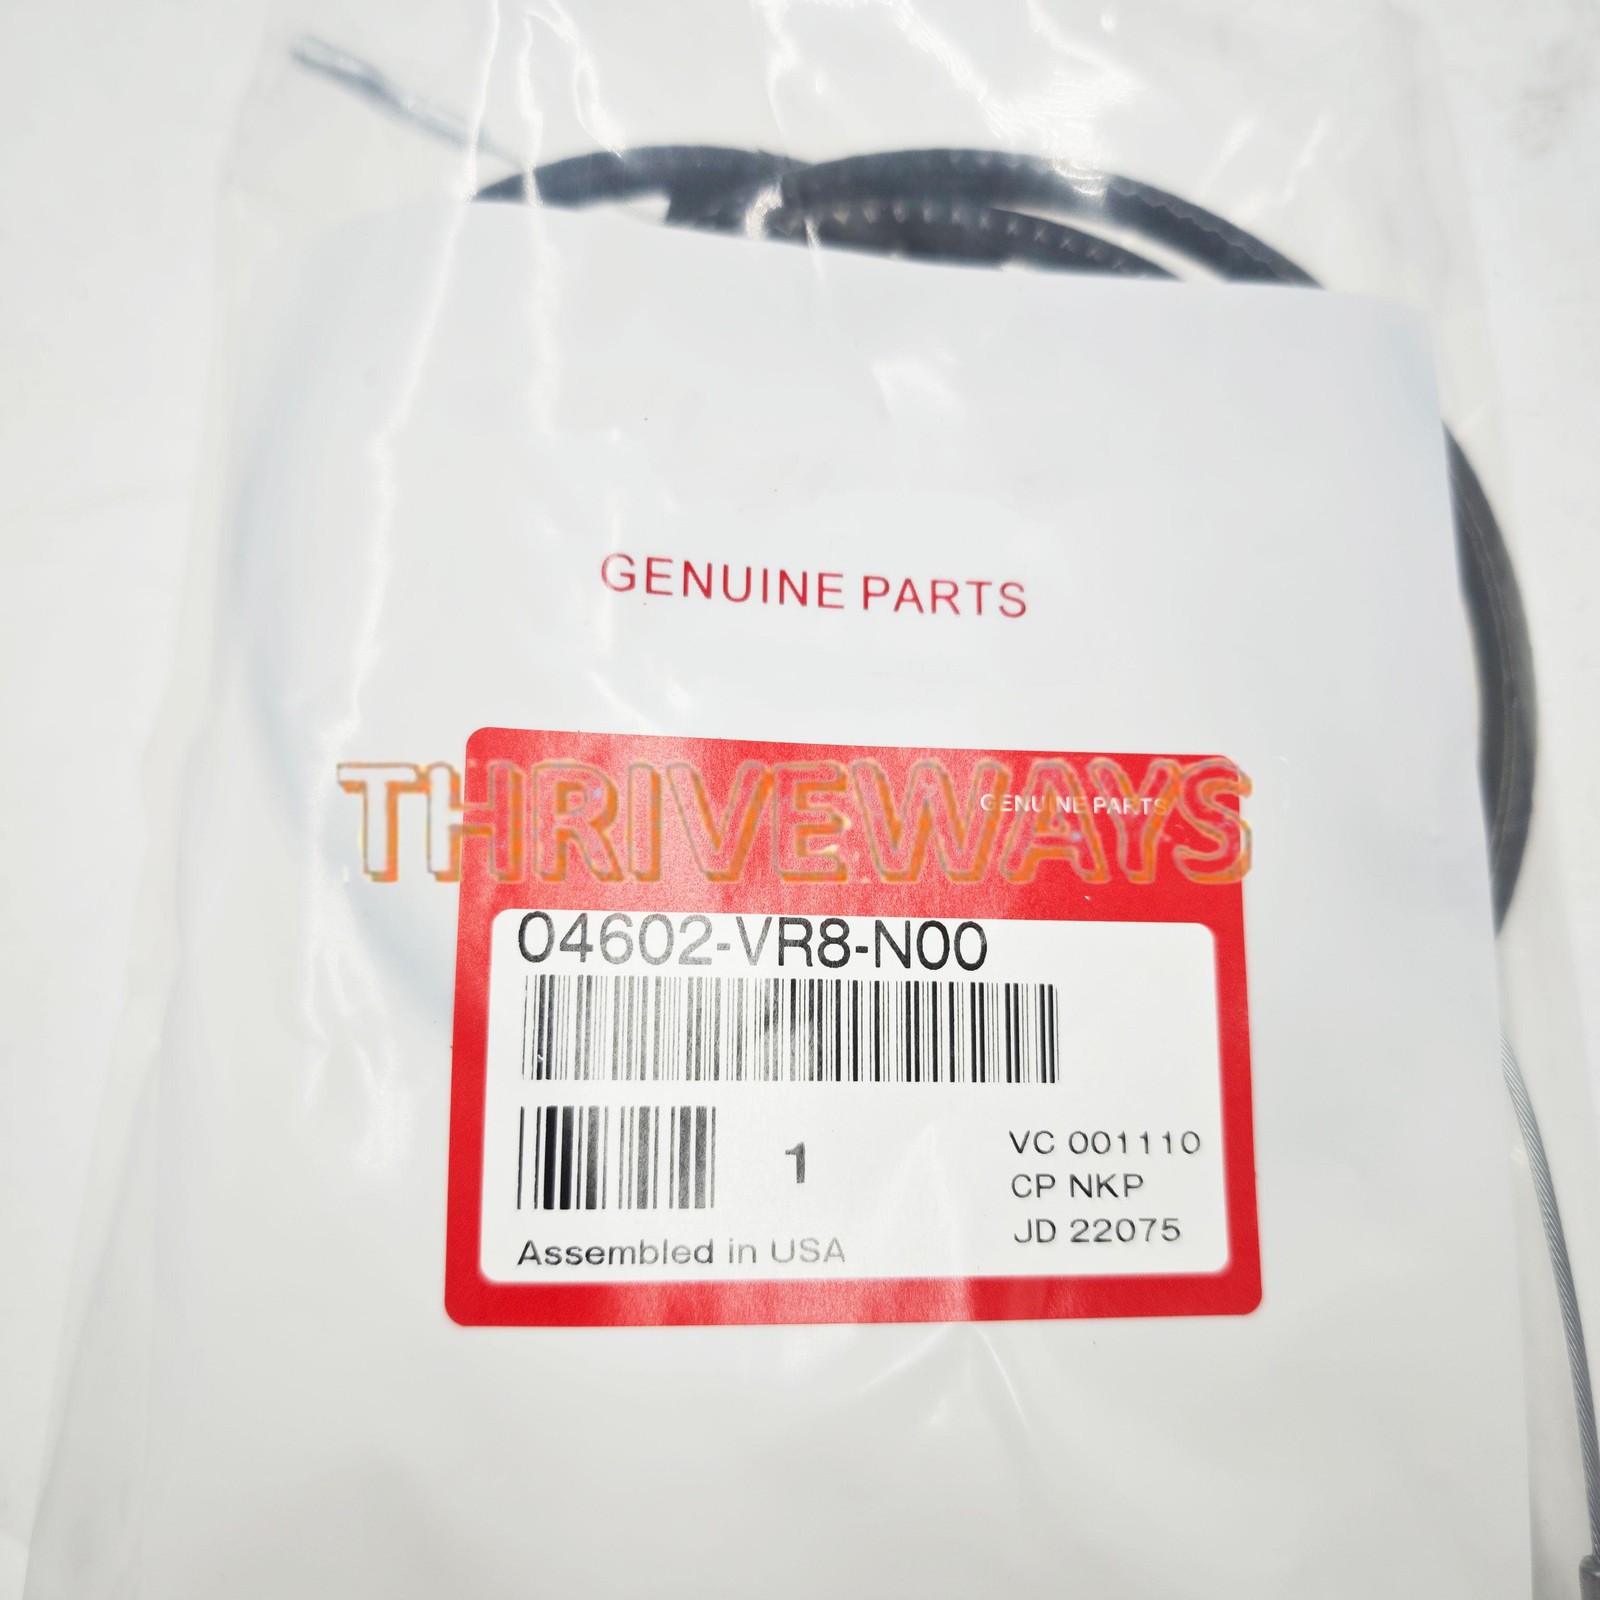 GENUINE PARTS
THRIVEWAYS
GENUINE PARTS
04602-VR8-N00
1
VC 001110
CP NKP
JD 22075
Assembled in USA